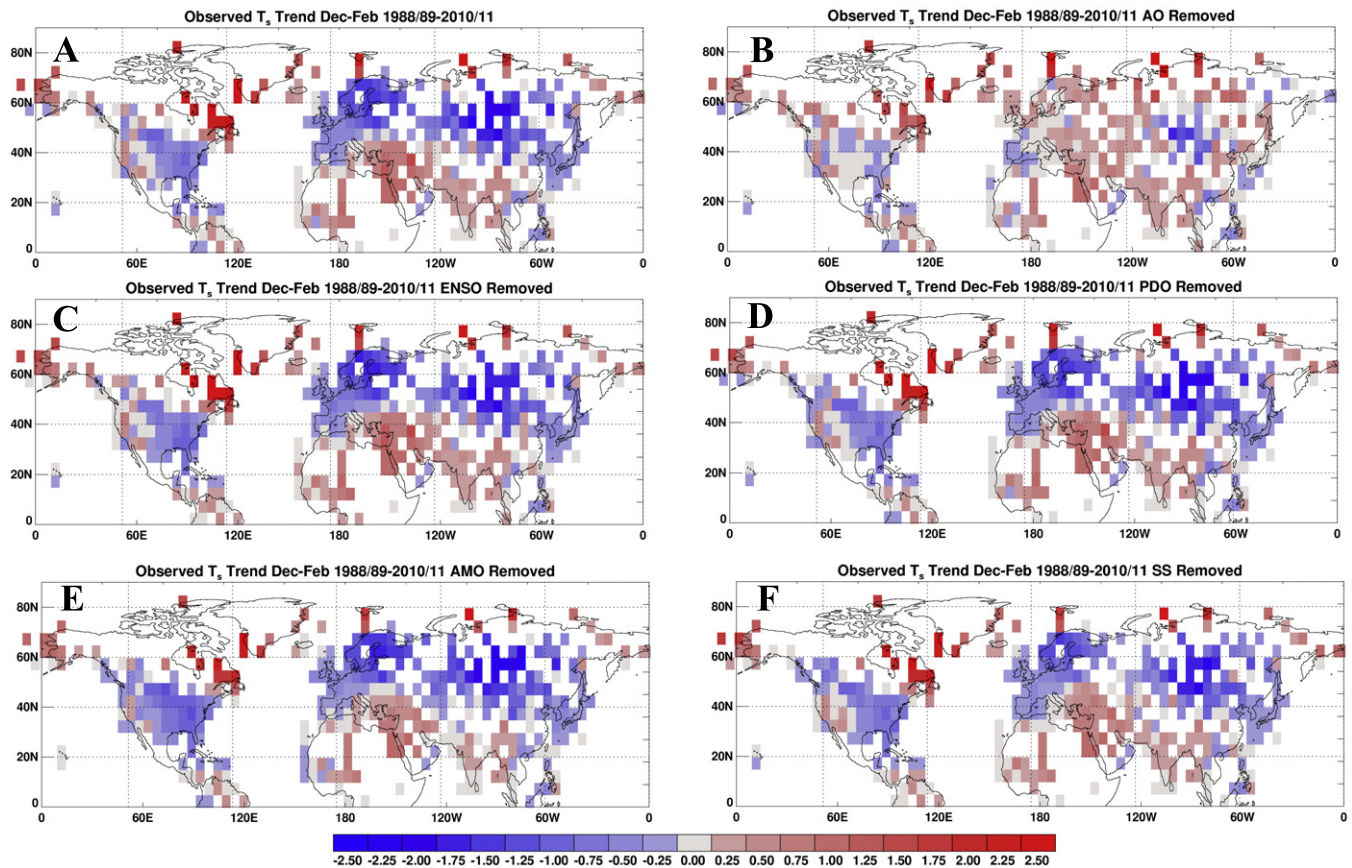 Observed Ts Trend Dec-Feb 1988/89-2010/11
A
80N
60N
40N
20N
0
0 60E 120E 180 120W 60W 0
Observed Ts Trend Dec-Feb 1988/89-2010/11 AO Removed
B
80N
60N
40N
20N
0
0 60E 120E 180 120W 60W 0
Observed Ts Trend Dec-Feb 1988/89-2010/11 ENSO Removed
C
80N
60N
40N
20N
0
0 60E 120E 180 120W 60W 0
Observed Ts Trend Dec-Feb 1988/89-2010/11 PDO Removed
D
80N
60N
40N
20N
0
0 60E 120E 180 120W 60W 0
Observed Ts Trend Dec-Feb 1988/89-2010/11 AMO Removed
E
80N
60N
40N
20N
0
60E 120E 180 120W 60W 0
Observed Ts Trend Dec-Feb 1988/89-2010/11 SS Removed
F
80N
60N
40N
20N
0
60E 120E 180 120W 60W 0
-2.50 -2.25 -2.00 -1.75 -1.25 -1.00 -0.75 -0.50 -0.25 0.00 0.25 0.50 0.75 1.00 1.25 1.75 2.00 2.25 2.50